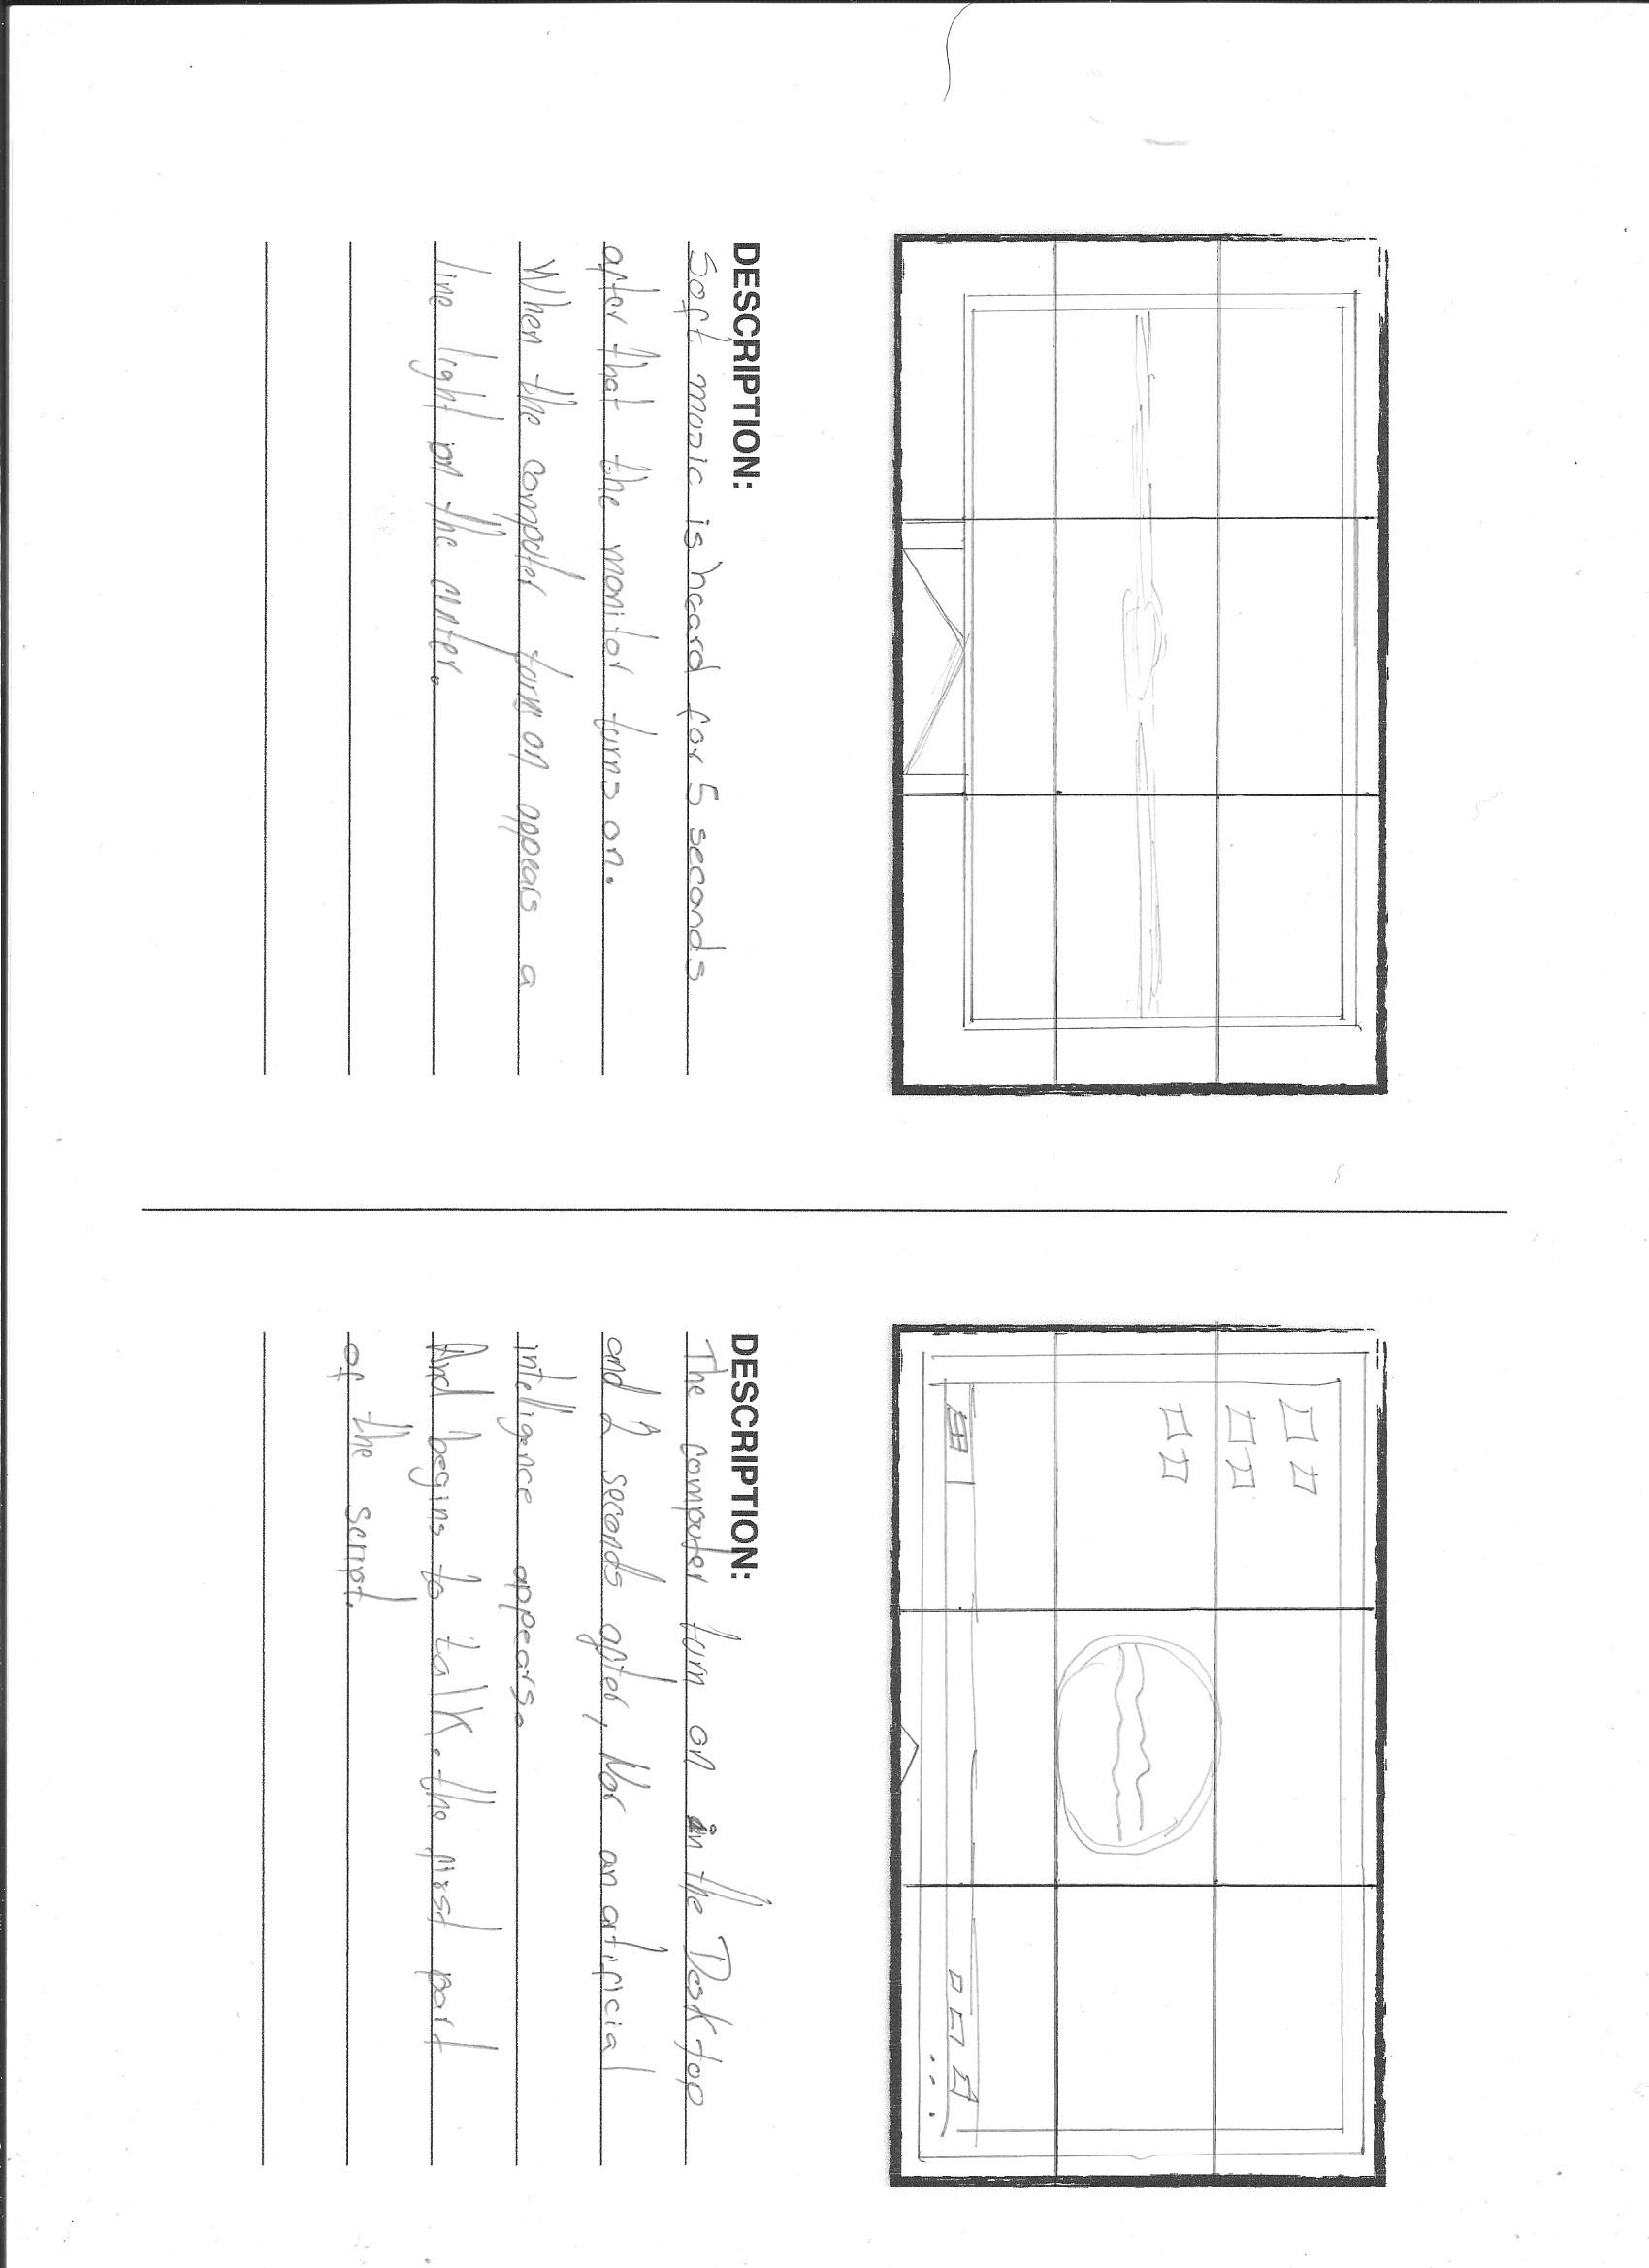 DESCRIPTION:
Soft music is heard for 5 seconds
after that the monitor turns on.
When the computer turn on appears a
line light on the center.
DESCRIPTION:
The computer turn on in the Desktop
and 2 seconds after, an artificial
intelligence appears.
And begins to talk. the first part
of the script.